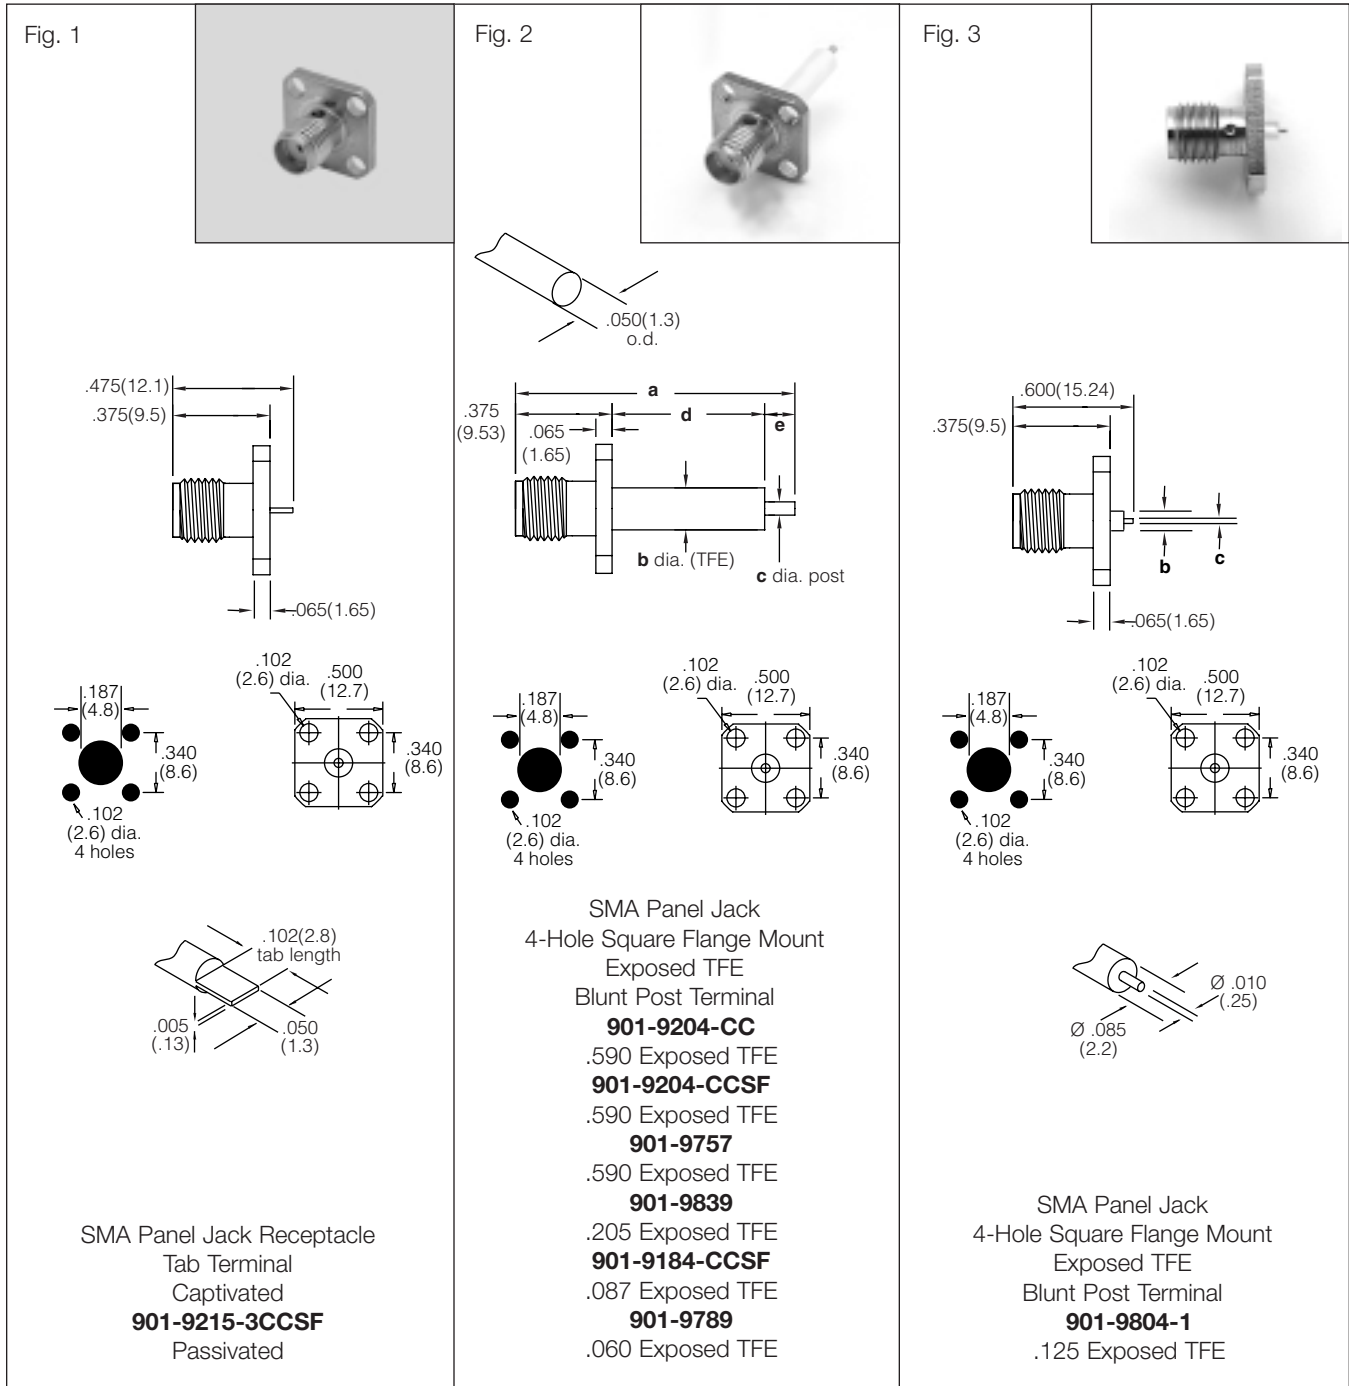 Fig. 1
.475(12.1)
.375(9.5)
.065(1.65)
.187
(4.8)
.340
(8.6)
.102
(2.6) dia.
4 holes
.102
(2.6) dia.
.500
(12.7)
.340
(8.6)
.102(2.8)
tab length
.005
(.13)
.050
(1.3)
SMA Panel Jack Receptacle
Tab Terminal
Captivated
901-9215-3CCSF
Passivated
Fig. 2
.050(1.3)
o.d.
a
.375
(9.53)
d
e
.065
(1.65)
b dia. (TFE)
c dia. post
.187
(4.8)
.340
(8.6)
.102
(2.6) dia.
4 holes
.102
(2.6) dia.
.500
(12.7)
.340
(8.6)
SMA Panel Jack
4-Hole Square Flange Mount
Exposed TFE
Blunt Post Terminal
901-9204-CC
.590 Exposed TFE
901-9204-CCSF
.590 Exposed TFE
901-9757
.590 Exposed TFE
901-9839
.205 Exposed TFE
901-9184-CCSF
.087 Exposed TFE
901-9789
.060 Exposed TFE
Fig. 3
.600(15.24)
.375(9.5)
b
c
.065(1.65)
.187
(4.8)
.340
(8.6)
.102
(2.6) dia.
4 holes
.102
(2.6) dia.
.500
(12.7)
.340
(8.6)
Ø .010
(.25)
Ø .085
(2.2)
SMA Panel Jack
4-Hole Square Flange Mount
Exposed TFE
Blunt Post Terminal
901-9804-1
.125 Exposed TFE